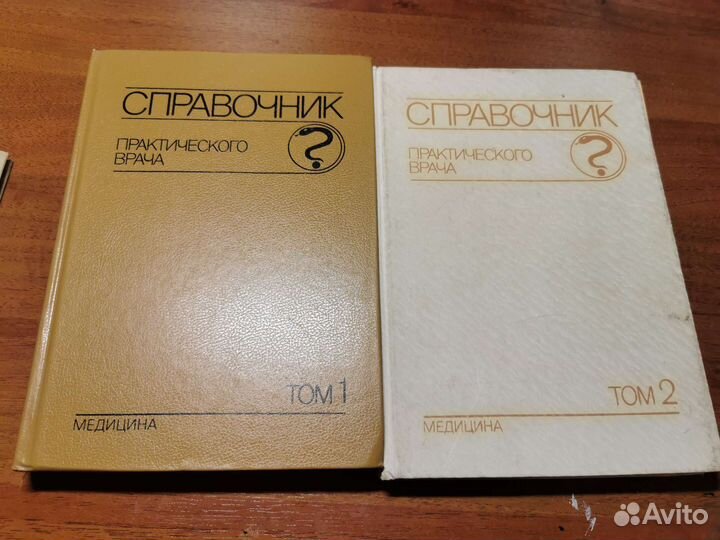 СПРАВОЧНИК
ПРАКТИЧЕСКОГО
ВРАЧА
ТОМ 1
МЕДИЦИНА
СПРАВОЧНИК
ПРАКТИЧЕСКОГО
ВРАЧА
ТОМ 2
МЕДИЦИНА
Avito